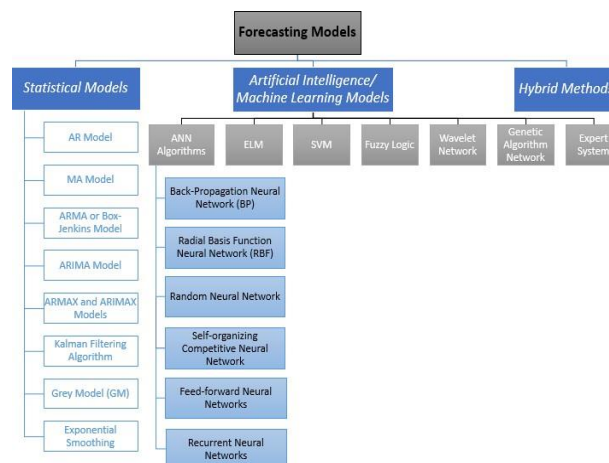 Forecasting Models
Statistical Models
Artificial Intelligence/
Machine Learning Models
Hybrid Methods
AR Model
MA Model
ARMA or Box-
Jenkins Model
ARIMA Model
ARMAX and ARIMAX
Models
Kalman Filtering
Algorithm
Grey Model (GM)
Exponential
Smoothing
ANN
Algorithms
ELM
SVM
Fuzzy Logic
Wavelet
Network
Genetic
Algorithm
Network
Expert
System
Back-Propagation Neural
Network (BP)
Radial Basis Function
Neural Network (RBF)
Random Neural Network
Self-organizing
Competitive Neural
Network
Feed-forward Neural
Networks
Recurrent Neural Networks